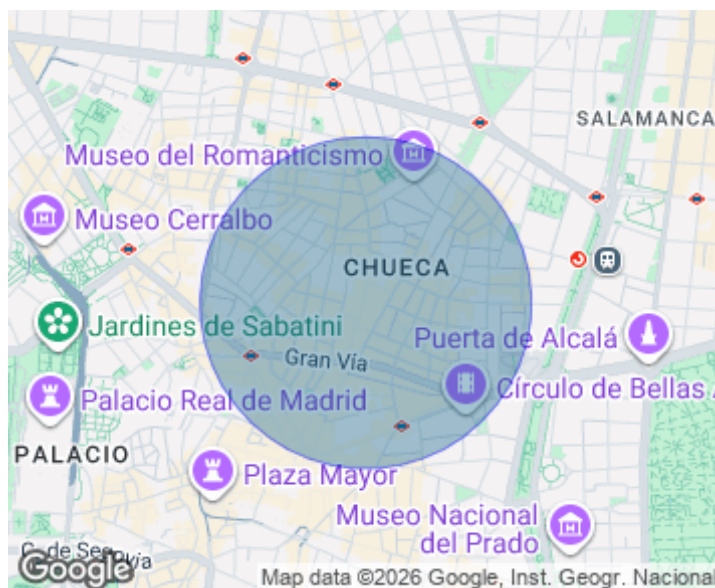 SALAMANCA
Museo del Romanticismo
Museo Cerralbo
CHUECA
Jardines de Sabatini
Puerta de Alcalá
Gran Vía
Palacio Real de Madrid
Círculo de Bellas A
PALACIO
Plaza Mayor
Museo Nacional
del Prado
Google
Map data ©2026 Google, Inst. Geogr. Nacional